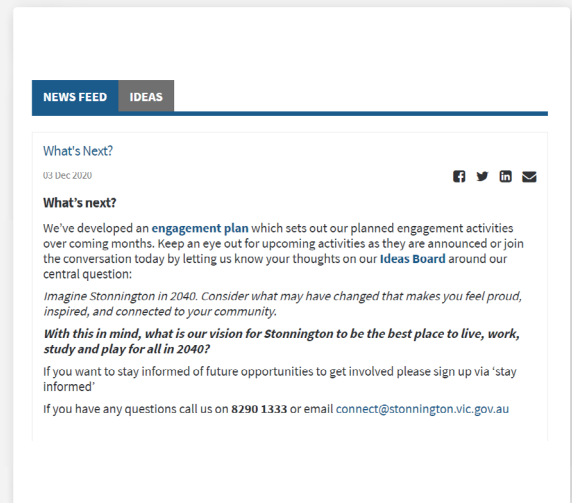 NEWS FEED IDEAS
What's Next?
03 Dec 2020
What's next?
We've developed an engagement plan which sets out our planned engagement activities
over coming months. Keep an eye out for upcoming activities as they are announced or join
the conversation today by letting us know your thoughts on our Ideas Board around our
central question:
Imagine Stonnington in 2040. Consider what may have changed that makes you feel proud,
inspired, and connected to your community.
With this in mind, what is our vision for Stonnington to be the best place to live, work,
study and play for all in 2040?
If you want to stay informed of future opportunities to get involved please sign up via ‘stay
informed’
If you have any questions call us on 8290 1333 or email connect@stonnington.vic.gov.au